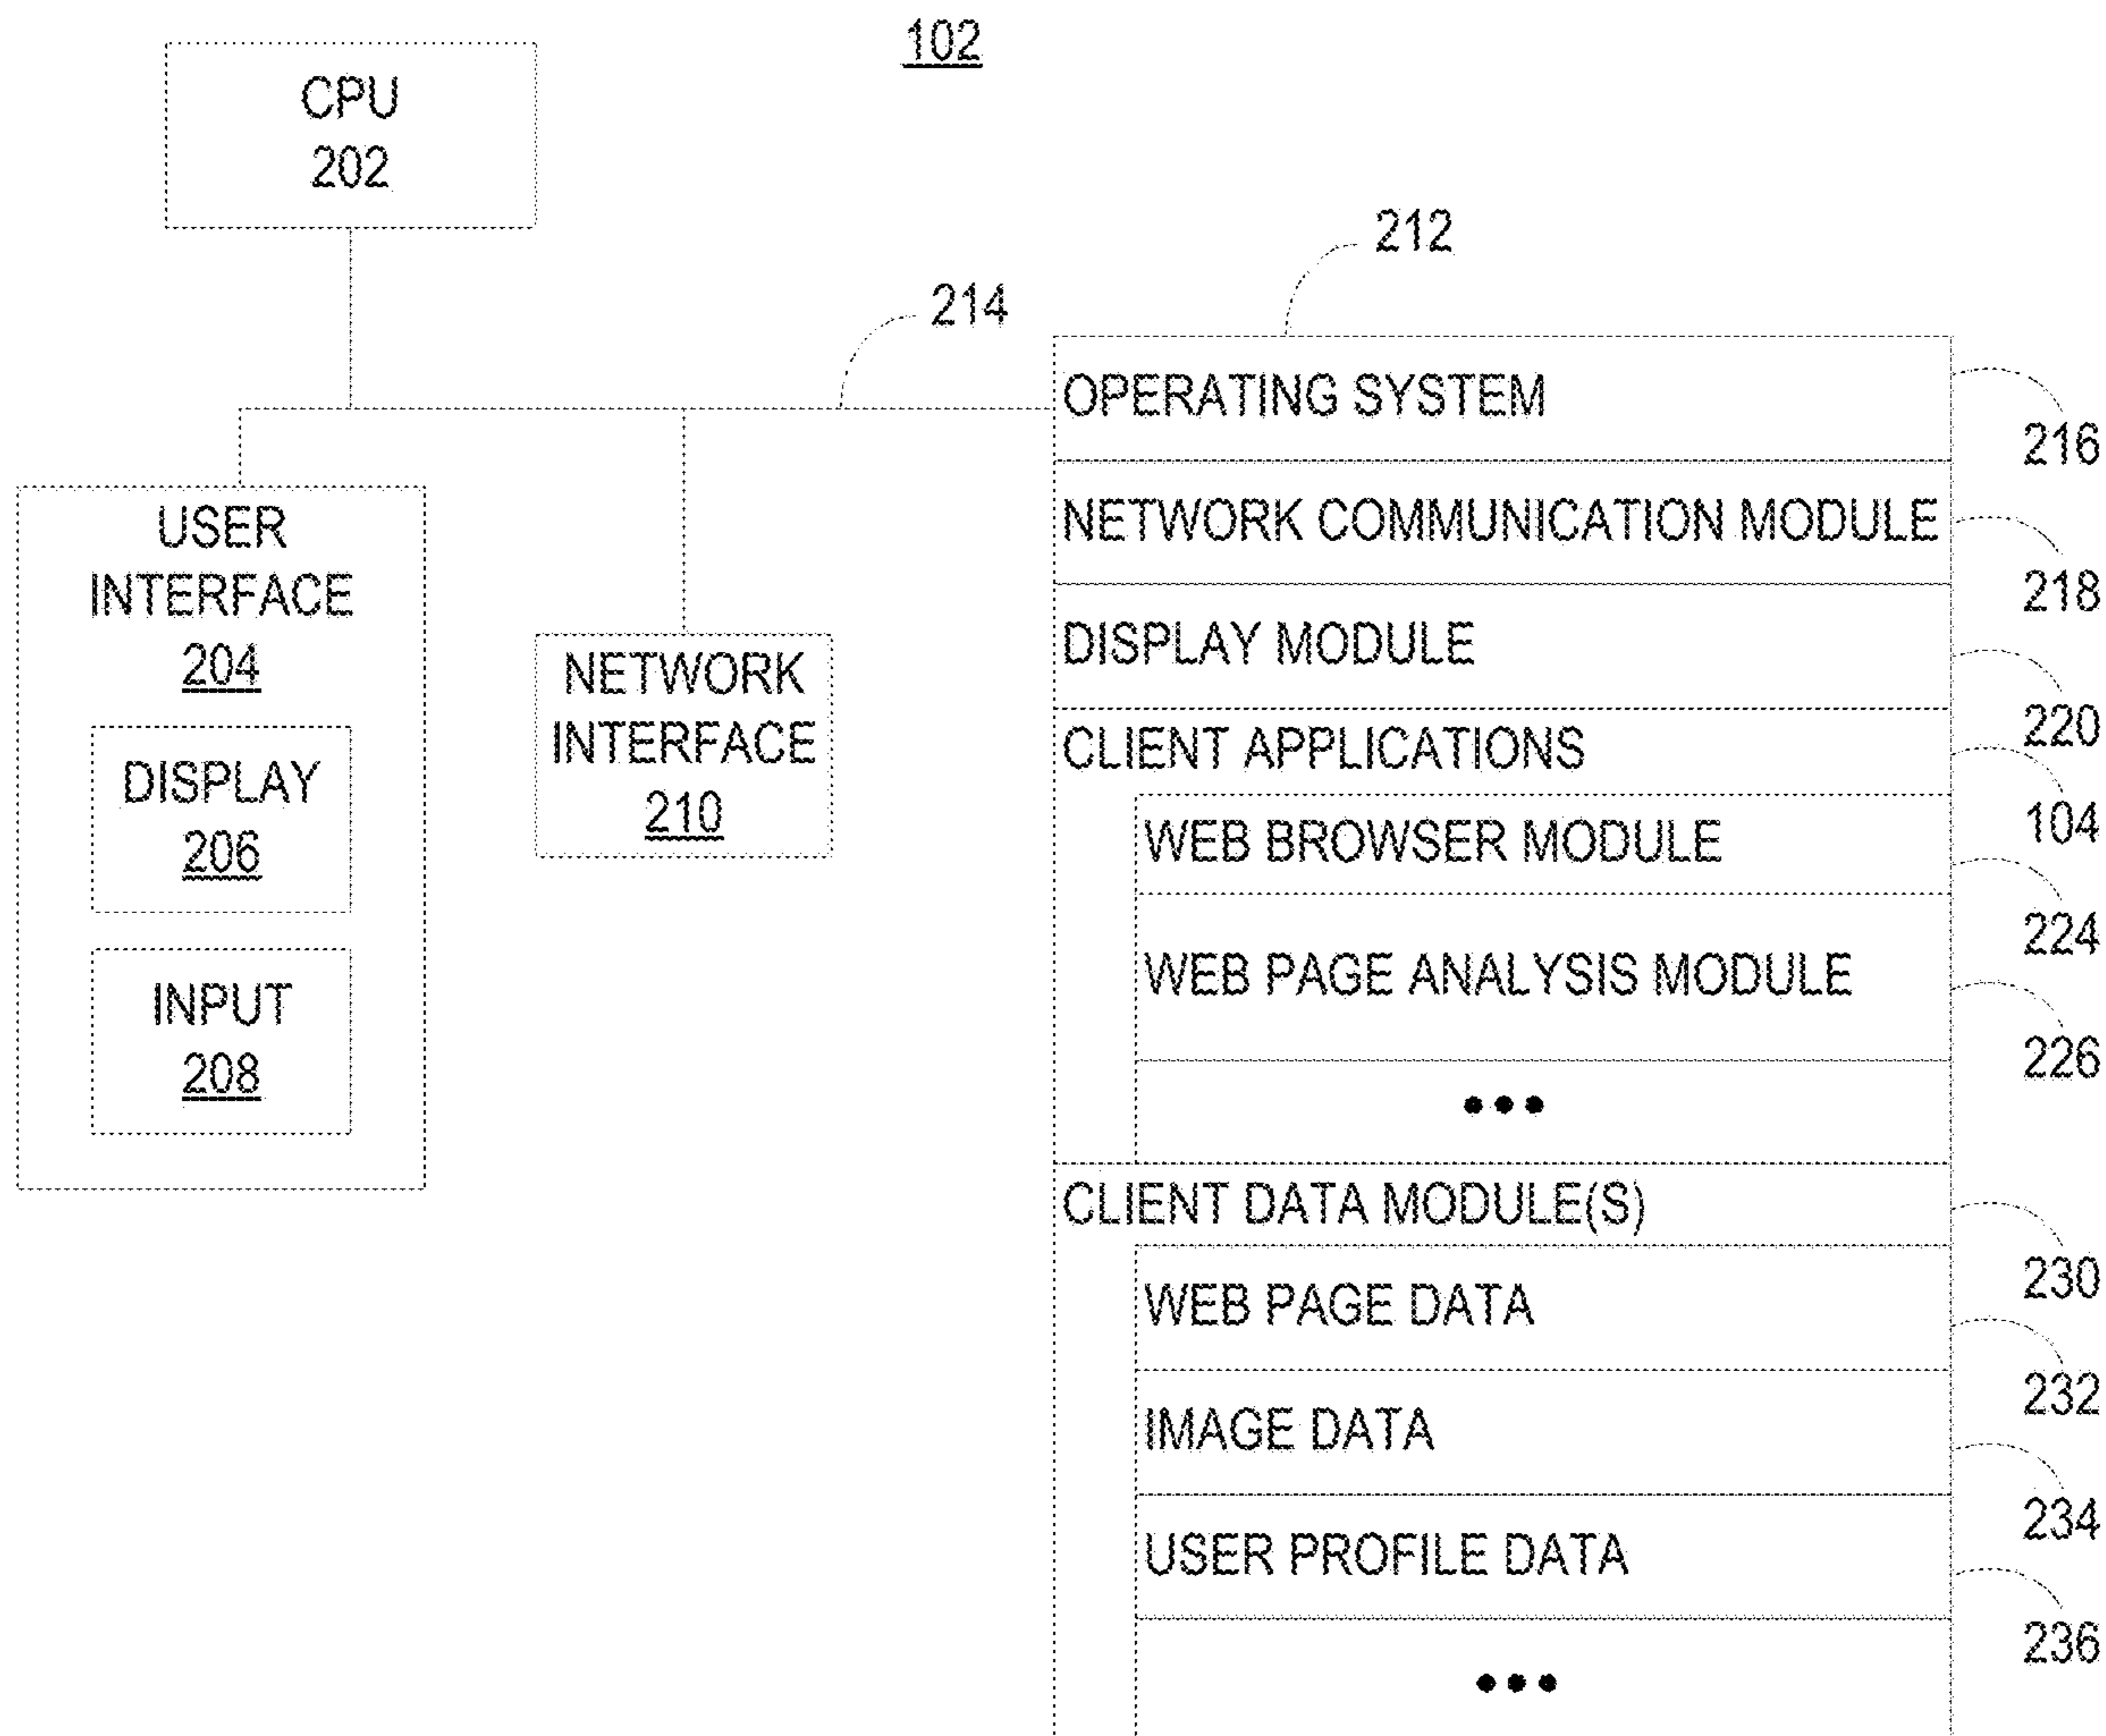 102
CPU
202
212
214
OPERATING SYSTEM
216
NETWORK COMMUNICATION MODULE
218
USER
INTERFACE
204
DISPLAY
206
INPUT
208
NETWORK
INTERFACE
210
DISPLAY MODULE
220
CLIENT APPLICATIONS
104
WEB BROWSER MODULE
224
WEB PAGE ANALYSIS MODULE
226
•••
CLIENT DATA MODULE(S)
230
WEB PAGE DATA
232
IMAGE DATA
234
USER PROFILE DATA
236
•••